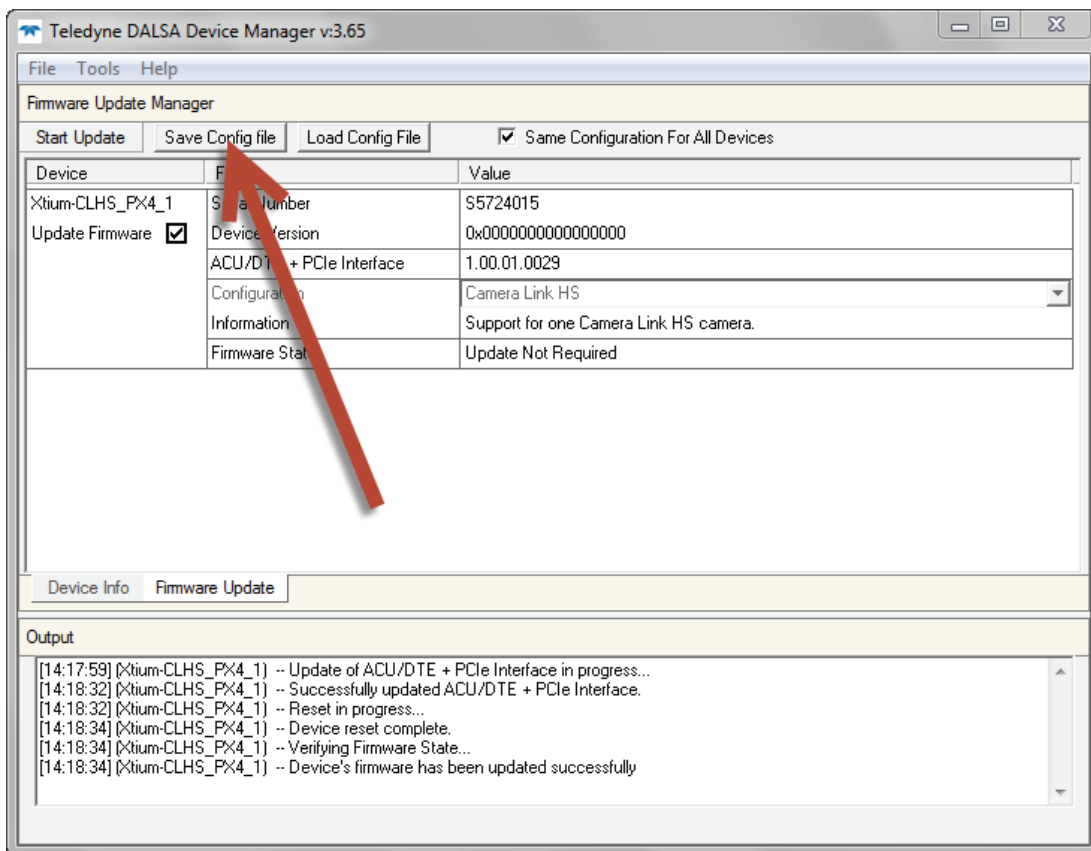 Teledyne DALSA Device Manager v:3.65
File Tools Help
Firmware Update Manager
Start Update Save Config file Load Config File Same Configuration For All Devices
Device Value
Xtium-CLHS_PX4_1 Number S5724015
Update Firmware Device Version 0x0000000000000000
ACU/DTE + PCIe Interface 1.00.01.0029
Configuration Camera Link HS
Information Support for one Camera Link HS camera.
Firmware Update Not Required
Device Info Firmware Update
Output
[14:17:59] (Xtium-CLHS_PX4_1) -- Update of ACU/DTE + PCIe Interface in progress...
[14:18:32] (Xtium-CLHS_PX4_1) -- Successfully updated ACU/DTE + PCIe Interface.
[14:18:32] (Xtium-CLHS_PX4_1) -- Reset in progress...
[14:18:34] (Xtium-CLHS_PX4_1) -- Device reset complete.
[14:18:34] (Xtium-CLHS_PX4_1) -- Verifying Firmware State...
[14:18:34] (Xtium-CLHS_PX4_1) -- Device's firmware has been updated successfully